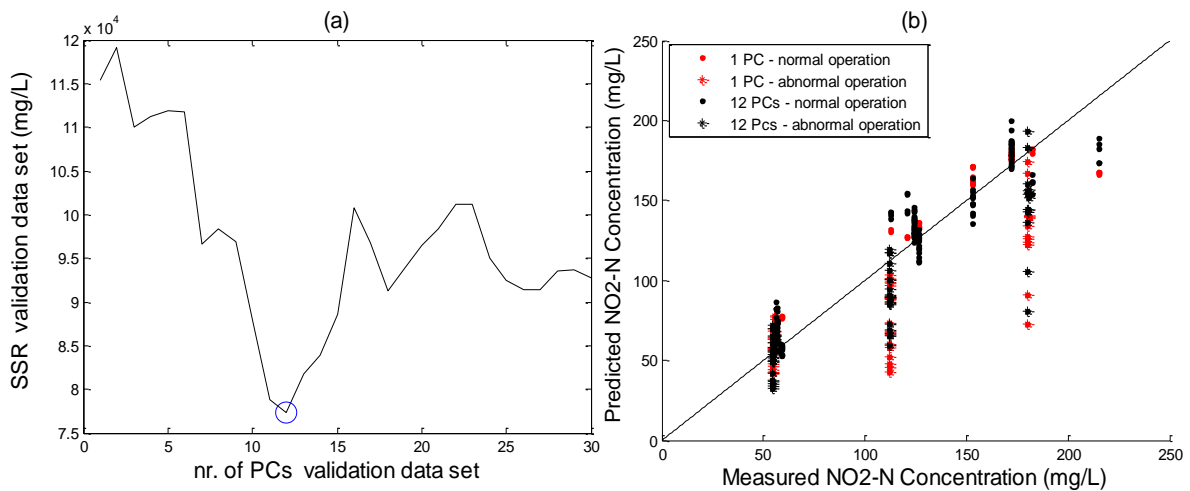 (a)
x 10
4
12
11.5
11
10.5
10
9.5
9
8.5
8
7.5
0
5
10
15
20
25
30
SSR validation data set (mg/L)
nr. of PCs validation data set
(b)
250
200
150
100
50
0
0
50
100
150
200
250
Predicted NO2-N Concentration (mg/L)
Measured NO2-N Concentration (mg/L)
1 PC - normal operation
1 PC - abnormal operation
12 PCs - normal operation
12 Pcs - abnormal operation